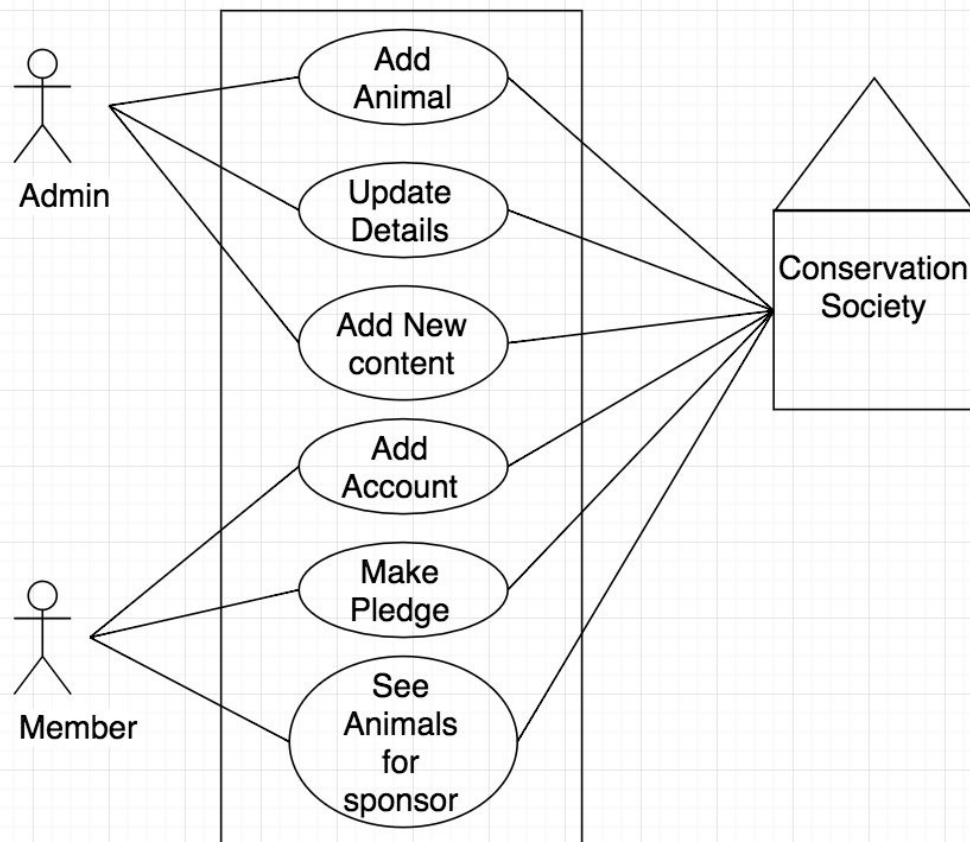 Add
Animal
Admin
Update
Details
Conservation
Society
Add New
content
Add
Account
Make
Pledge
Member
See
Animals
for
sponsor